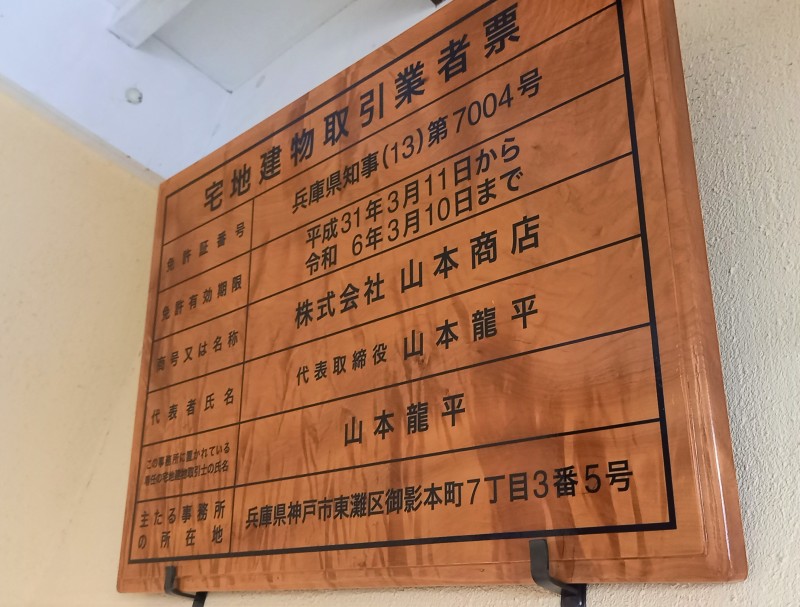 宅地建物取引業者票
免許証番号 兵庫県知事(13)第7004号
免許有効期限 平成31年3月11日から
令和 6年3月10日まで
商号又は名称 株式会社 山本商店
代表者氏名 代表取締役 山本龍平
この事務所に置かれている
専任の宅地建物取引士の氏名 山本龍平
主たる事務所
の所在地 兵庫県神戸市東灘区御影本町7丁目3番5号